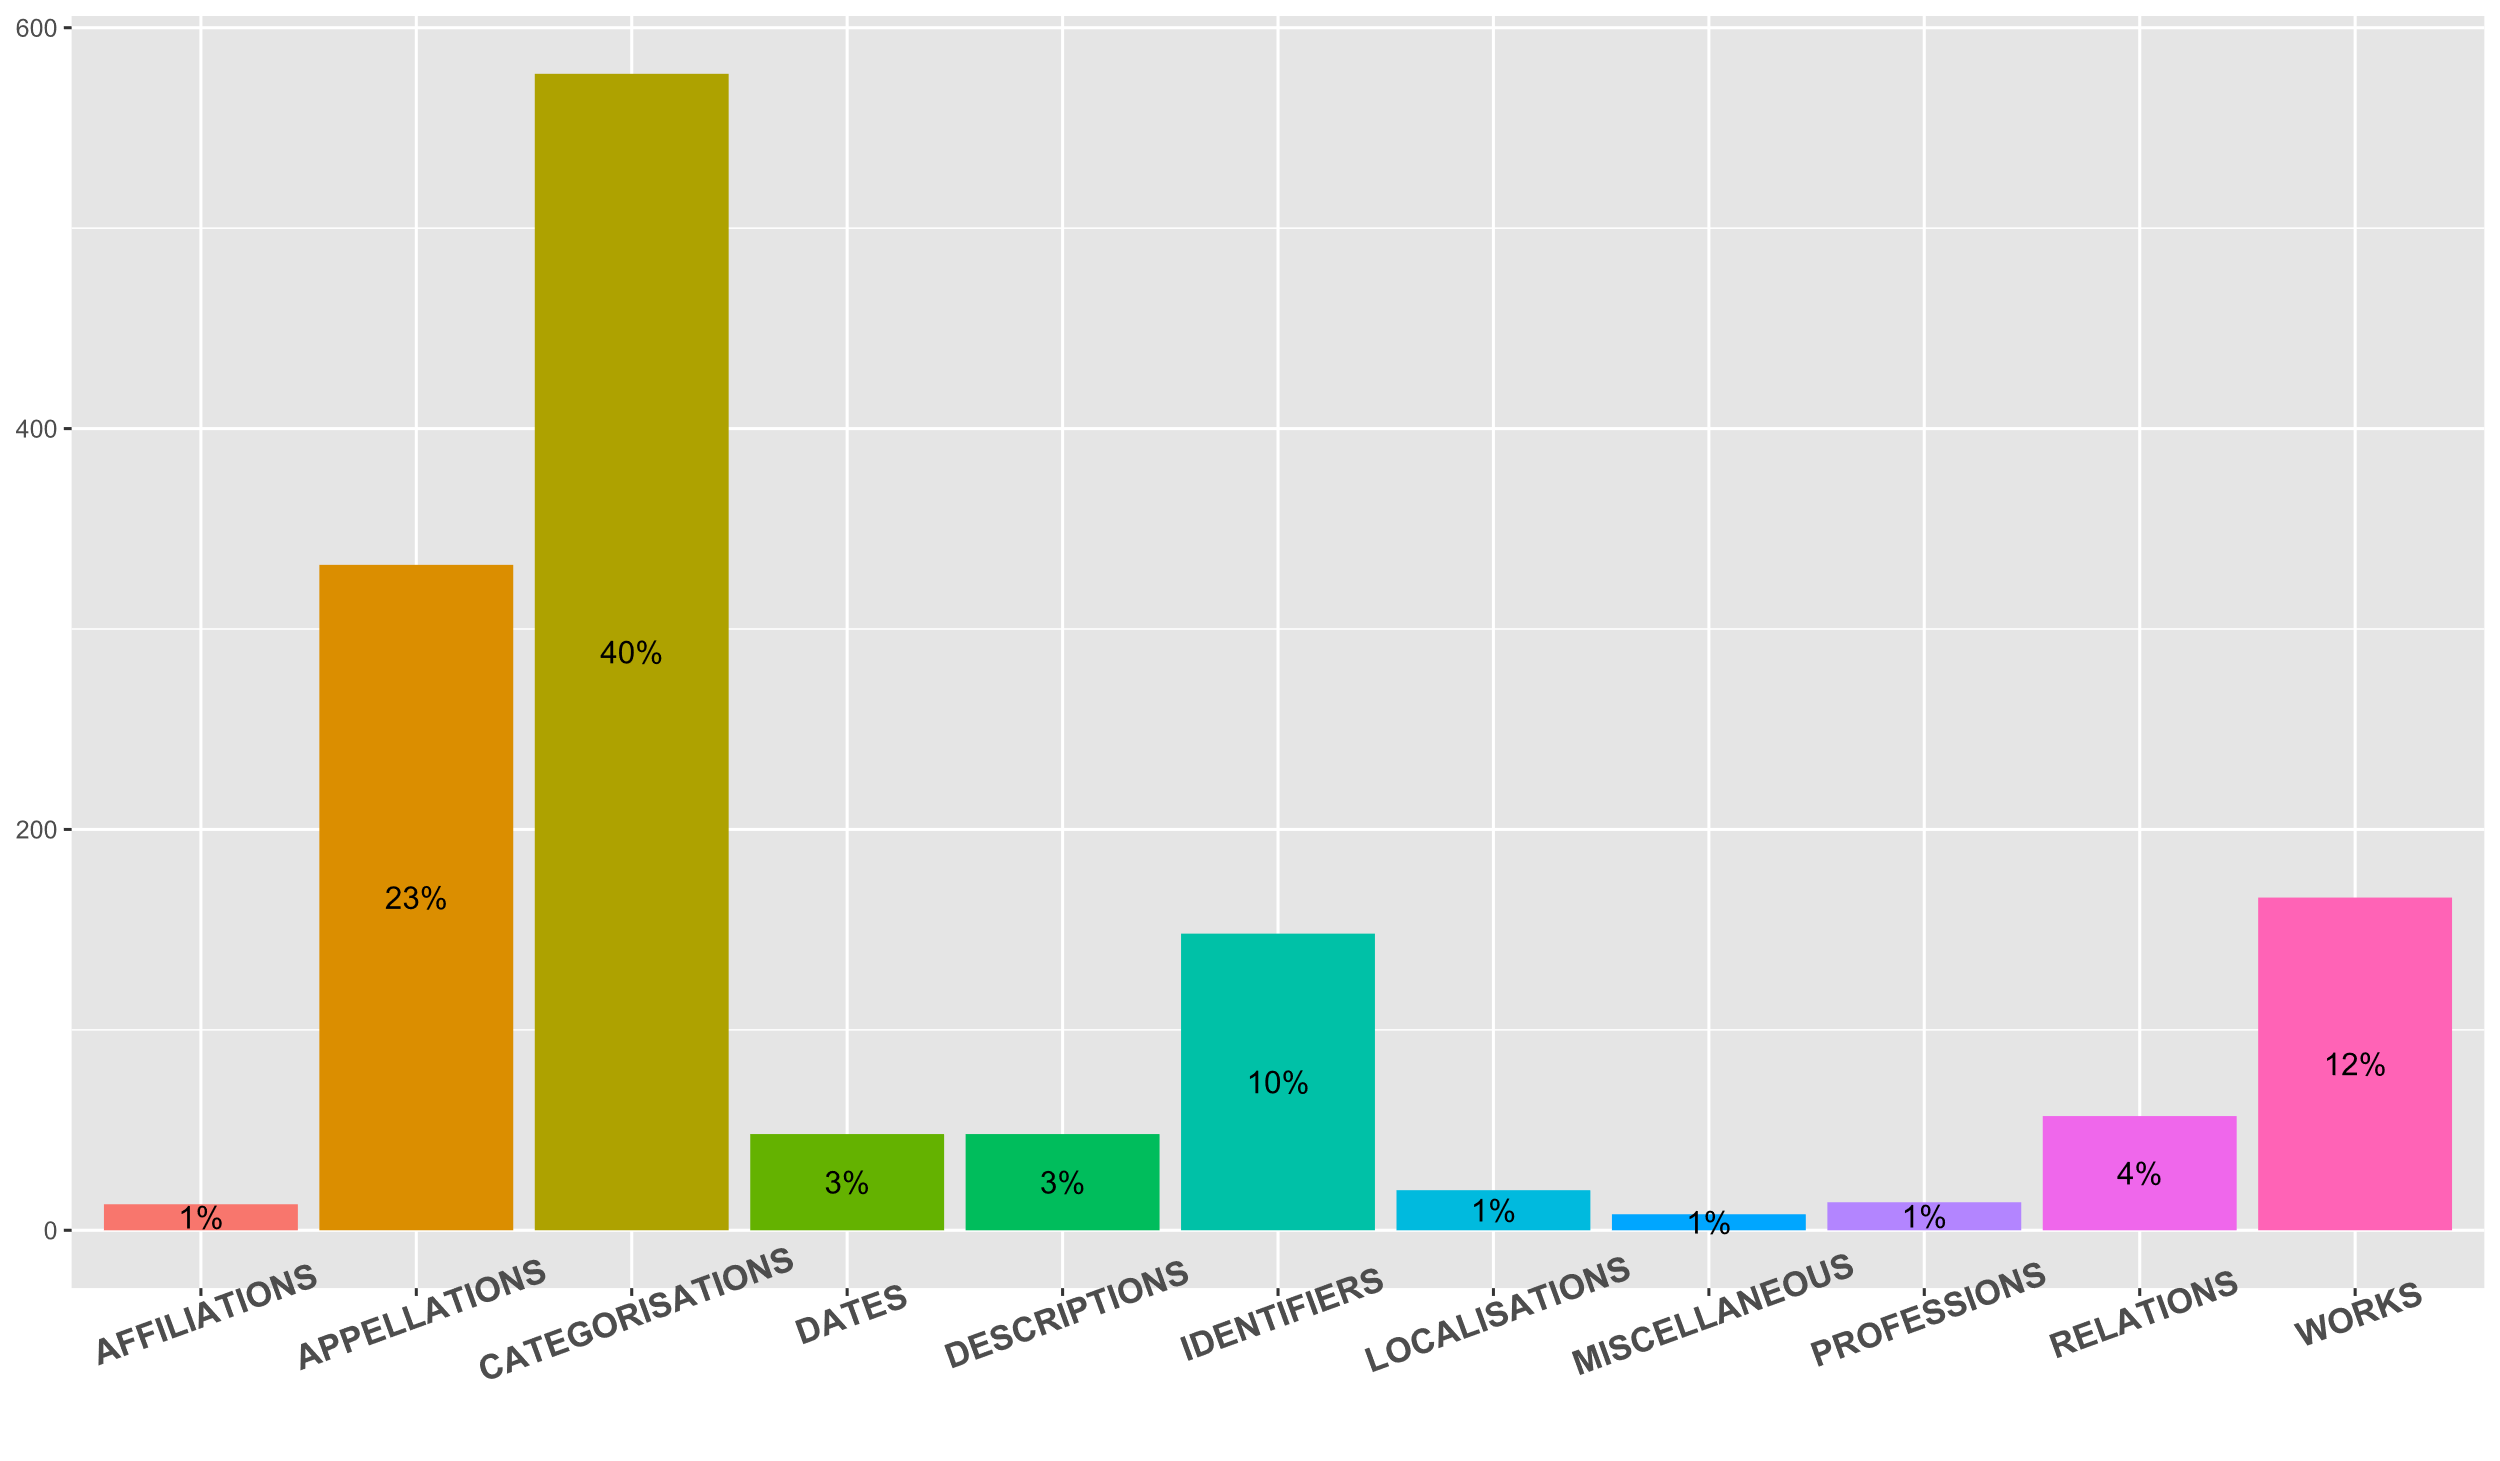 600
400
200
0
1%
23%
40%
3%
3%
10%
1%
1%
1%
4%
12%
AFFILIATIONS
APPELLATIONS
CATEGORISATIONS
DATES
DESCRIPTIONS
IDENTIFIERS
LOCALISATIONS
MISCELLANEOUS
PROFESSIONS
RELATIONS
WORKS